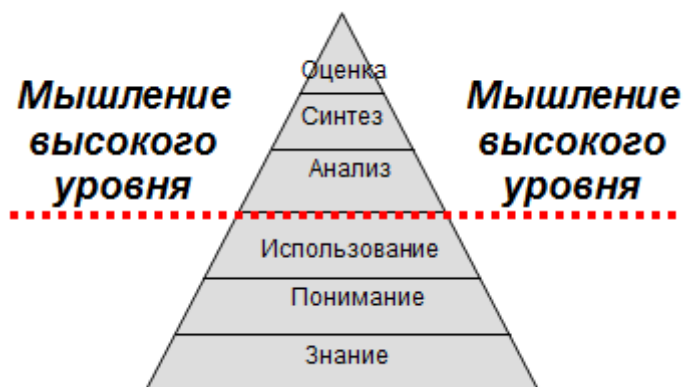 Оценка
Синтез
Анализ
Мышление
высокого
уровня
Мышление
высокого
уровня
Использование
Понимание
Знание